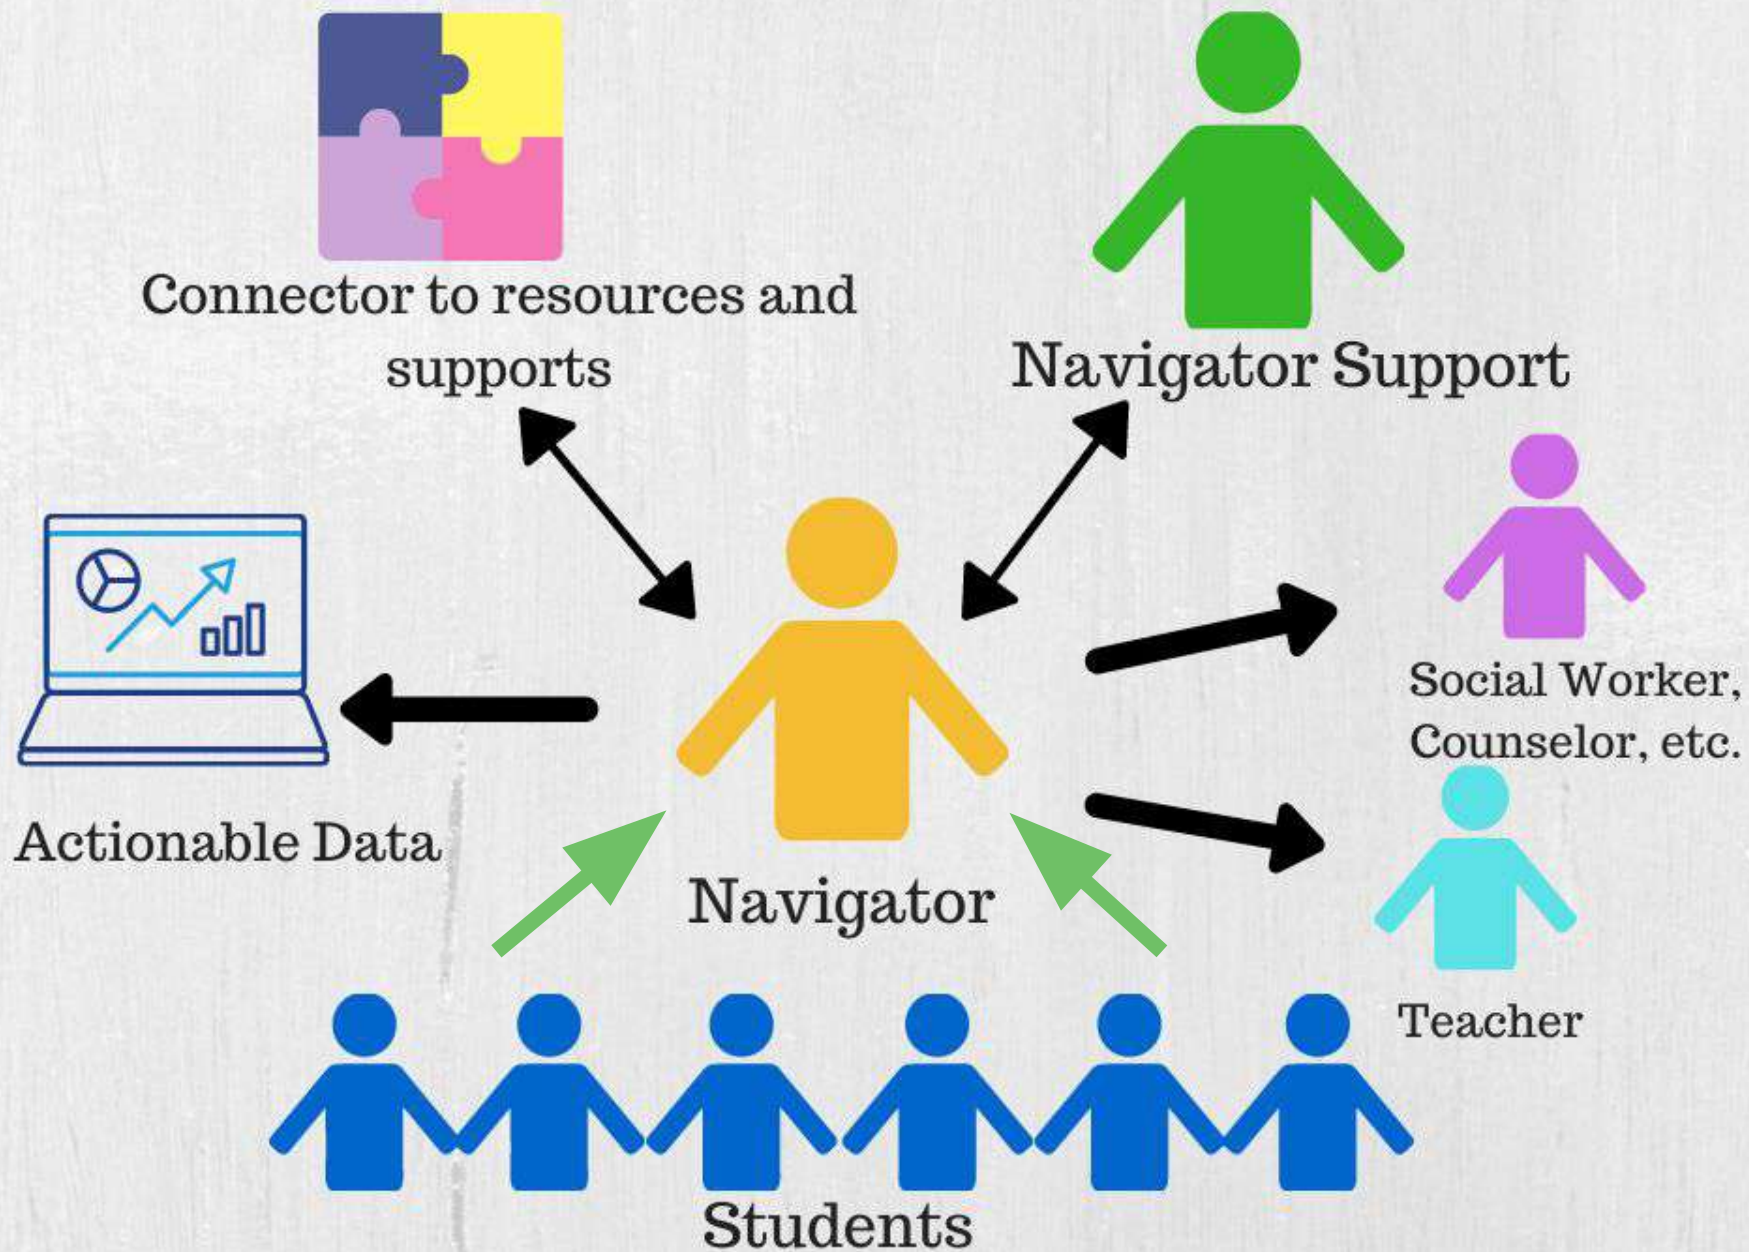 Connector to resources and
supports
Navigator Support
Social Worker,
Counselor, etc.
Actionable Data
Navigator
Teacher
Students